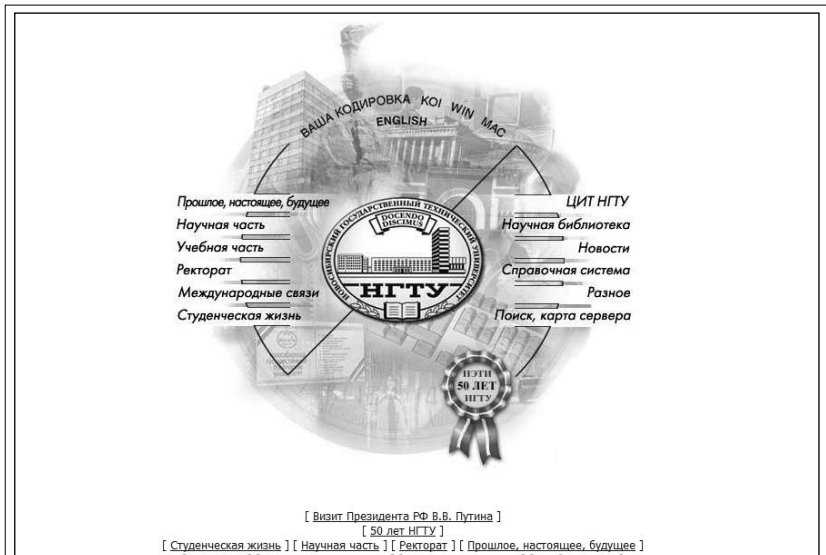 ВАША КОДИРОВКА KOI WIN MAC
ENGLISH
Прошлое, настоящее, будущее
Научная часть
Учебная часть
Ректорат
Международные связи
Студенческая жизнь
НОВОСИБИРСКИЙ ГОСУДАРСТВЕННЫЙ ТЕХНИЧЕСКИЙ УНИВЕРСИТЕТ
DOCENDO
DISCIMUS
НГТУ
ЦИТ НГТУ
Научная библиотека
Новости
Справочная система
Разное
Поиск, карта сервера
НЭТИ
50 ЛЕТ
НГТУ
[ Визит Президента РФ В.В. Путина ]
[ 50 лет НГТУ ]
[ Студенческая жизнь ] [ Научная часть ] [ Ректорат ] [ Прошлое, настоящее, будущее ]